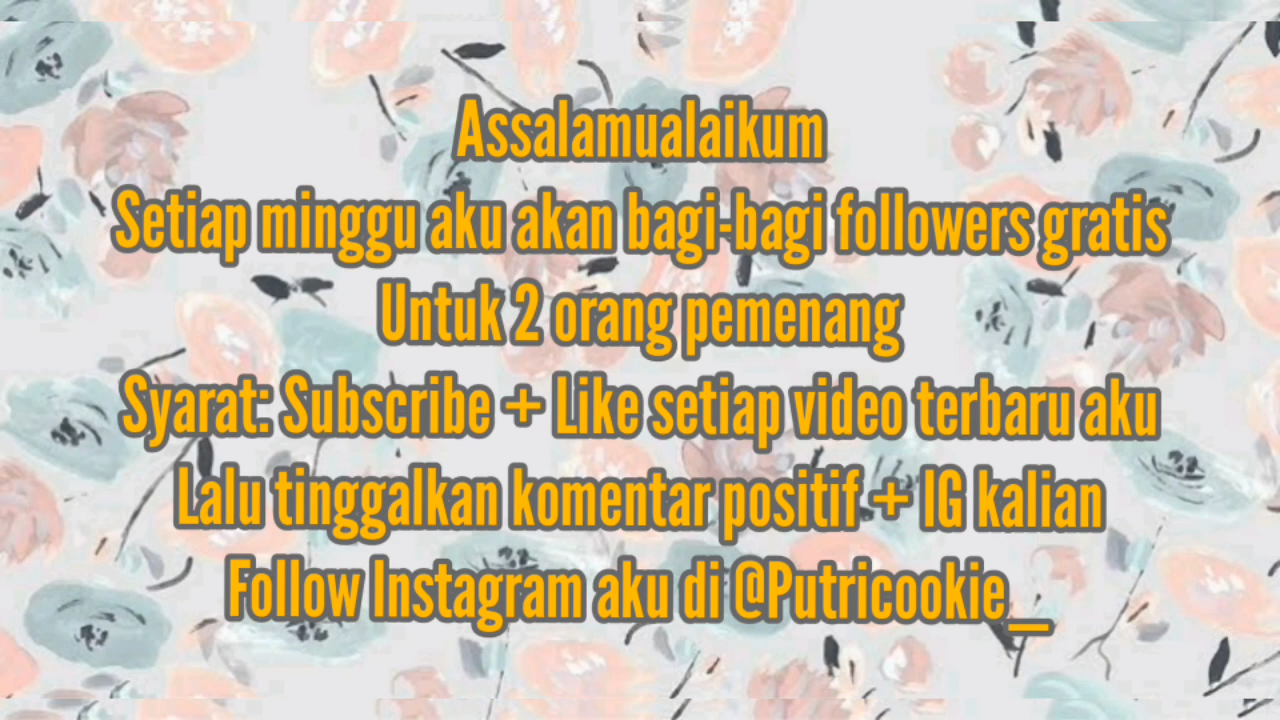 Assalamualaikum
Setiap minggu aku akan bagi-bagi followers gratis
Untuk 2 orang pemenang
Syarat: Subscribe + Like setiap video terbaru aku
Lalu tinggalkan komentar positif + IG kalian
Follow Instagram aku di @Putricookie_